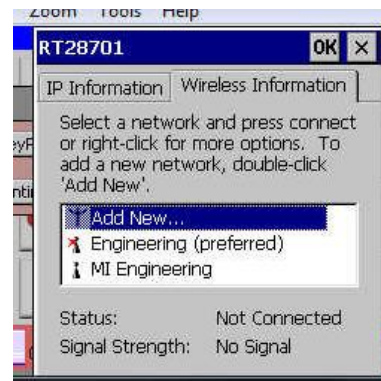 Zoom Tools Help
RT28701 OK ×
IP Information Wireless Information
Select a network and press connect
or right-click for more options. To
add a new network, double-click
'Add New'.
Add New...
Engineering (preferred)
MI Engineering
Status: Not Connected
Signal Strength: No Signal